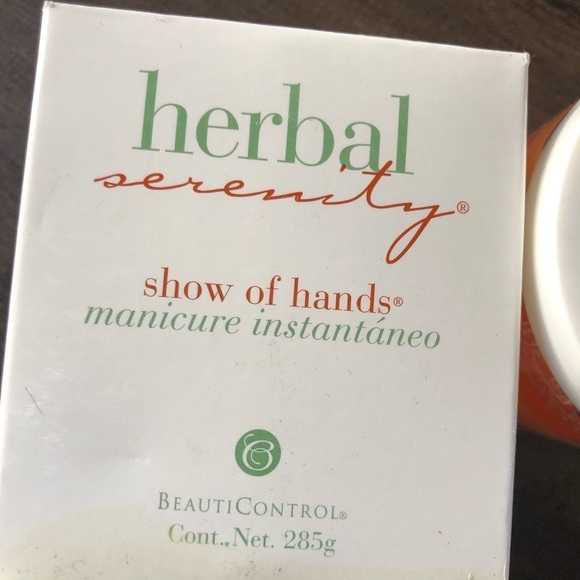 herbal
serenity®
show of hands®
manicure instantáneo
BEAUTICONTROL®
Cont., Net. 285g